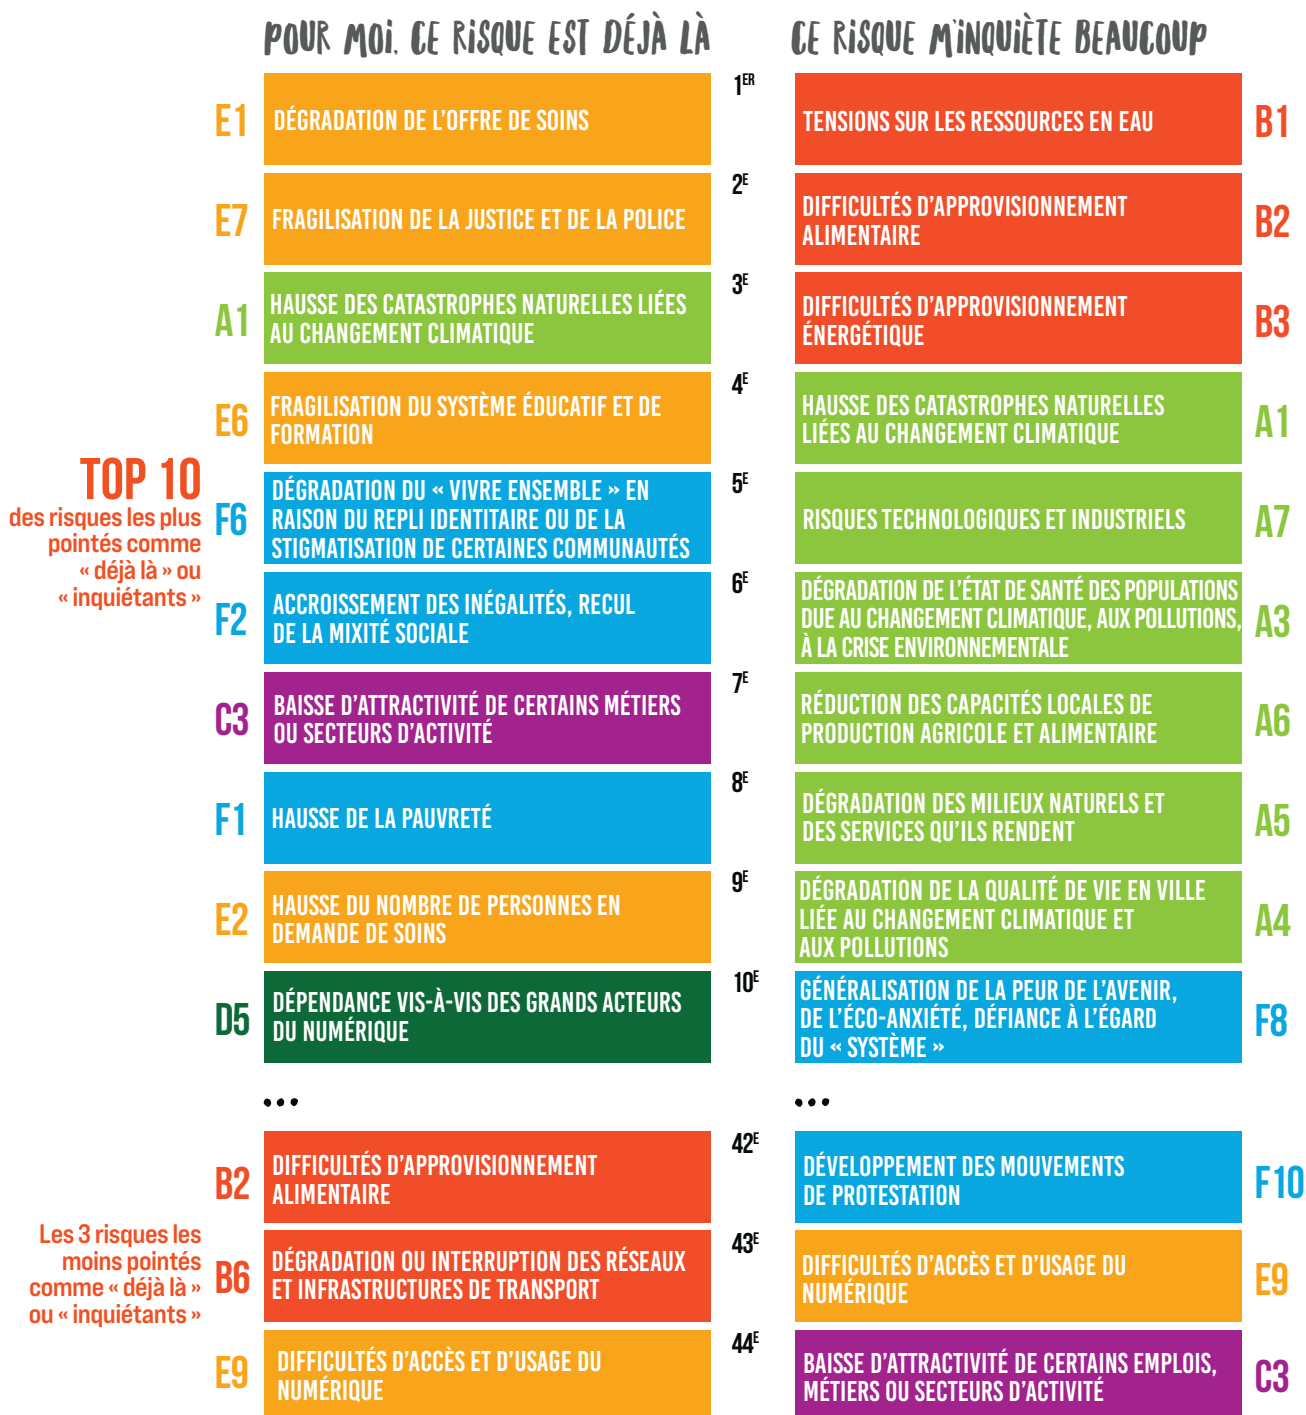 POUR MOI, CE RISQUE EST DÉJÀ LÀ
CE RISQUE M'INQUIÈTE BEAUCOUP
TOP 10
des risques les plus
pointés comme
« déjà là » ou
« inquiétants »
E1
DÉGRADATION DE L'OFFRE DE SOINS
1ER
TENSIONS SUR LES RESSOURCES EN EAU
B1
E7
FRAGILISATION DE LA JUSTICE ET DE LA POLICE
2E
DIFFICULTÉS D'APPROVISIONNEMENT
ALIMENTAIRE
B2
A1
HAUSSE DES CATASTROPHES NATURELLES LIÉES
AU CHANGEMENT CLIMATIQUE
3E
DIFFICULTÉS D'APPROVISIONNEMENT
ÉNERGÉTIQUE
B3
E6
FRAGILISATION DU SYSTÈME ÉDUCATIF ET DE
FORMATION
4E
HAUSSE DES CATASTROPHES NATURELLES
LIÉES AU CHANGEMENT CLIMATIQUE
A1
F6
DÉGRADATION DU « VIVRE ENSEMBLE » EN
RAISON DU REPLI IDENTITAIRE OU DE LA
STIGMATISATION DE CERTAINES COMMUNAUTÉS
5E
RISQUES TECHNOLOGIQUES ET INDUSTRIELS
A7
F2
ACCROISSEMENT DES INÉGALITÉS, RECUL
DE LA MIXITÉ SOCIALE
6E
DÉGRADATION DE L'ÉTAT DE SANTÉ DES POPULATIONS
DUE AU CHANGEMENT CLIMATIQUE, AUX POLLUTIONS,
À LA CRISE ENVIRONNEMENTALE
A3
C3
BAISSE D'ATTRACTIVITÉ DE CERTAINS MÉTIERS
OU SECTEURS D'ACTIVITÉ
7E
RÉDUCTION DES CAPACITÉS LOCALES DE
PRODUCTION AGRICOLE ET ALIMENTAIRE
A6
F1
HAUSSE DE LA PAUVRETÉ
8E
DÉGRADATION DES MILIEUX NATURELS ET
DES SERVICES QU'ILS RENDENT
A5
E2
HAUSSE DU NOMBRE DE PERSONNES EN
DEMANDE DE SOINS
9E
DÉGRADATION DE LA QUALITÉ DE VIE EN VILLE
LIÉE AU CHANGEMENT CLIMATIQUE ET
AUX POLLUTIONS
A4
D5
DÉPENDANCE VIS-À-VIS DES GRANDS ACTEURS
DU NUMÉRIQUE
10E
GÉNÉRALISATION DE LA PEUR DE L'AVENIR,
DE L'ÉCO-ANXIÉTÉ, DÉFIANCE À L'ÉGARD
DU « SYSTÈME »
F8
...
...
Les 3 risques les
moins pointés
comme « déjà là »
ou « inquiétants »
B2
DIFFICULTÉS D'APPROVISIONNEMENT
ALIMENTAIRE
42E
DÉVELOPPEMENT DES MOUVEMENTS
DE PROTESTATION
F10
B6
DÉGRADATION OU INTERRUPTION DES RÉSEAUX
ET INFRASTRUCTURES DE TRANSPORT
43E
DIFFICULTÉS D'ACCÈS ET D'USAGE DU
NUMÉRIQUE
E9
E9
DIFFICULTÉS D'ACCÈS ET D'USAGE DU
NUMÉRIQUE
44E
BAISSE D'ATTRACTIVITÉ DE CERTAINS EMPLOIS,
MÉTIERS OU SECTEURS D'ACTIVITÉ
C3